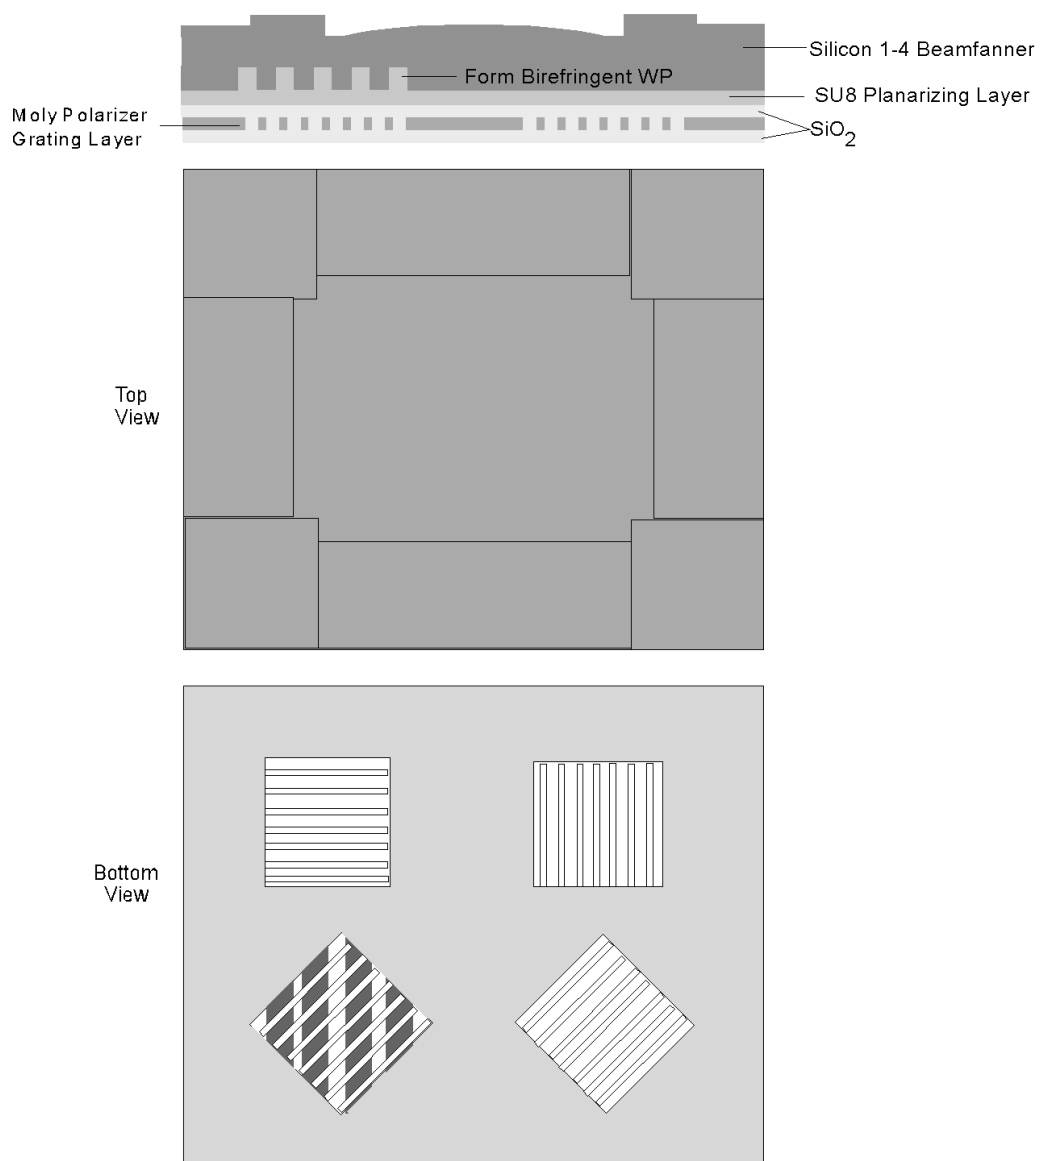 Silicon 1-4 Beamfanner
Form Birefringent WP
SU8 Planarizing Layer
Moly Polarizer
Grating Layer
SiO2
Top
View
Bottom
View